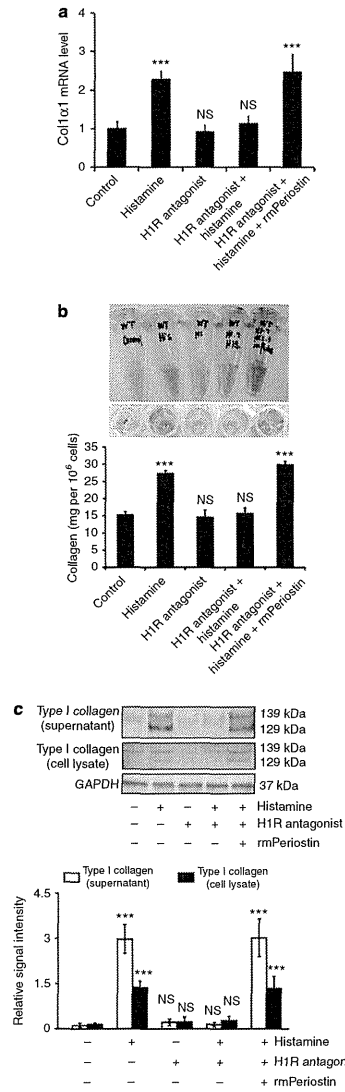 a
Col1α1 mRNA level
4
3
2
1
0
***
NS
NS
***
Control
Histamine
H1R antagonist
H1R antagonist +
histamine
H1R antagonist +
histamine + rmPeriostin
b
WT
WT
WT
WT
WT
Collagen (mg per 10⁶ cells)
35
30
25
20
15
10
5
0
***
NS
NS
***
Control
Histamine
H1R antagonist
H1R antagonist +
histamine
H1R antagonist +
histamine + rmPeriostin
c
Type I collagen
(supernatant)
139 kDa
129 kDa
Type I collagen
(cell lysate)
139 kDa
129 kDa
GAPDH
37 kDa
– + – + + Histamine
– – + + + H1R antagonist
– – – – + rmPeriostin
Type I collagen
(supernatant)
Type I collagen
(cell lysate)
Relative signal intensity
4.5
3
1.5
0
***
***
NS NS
NS NS
***
***
– + – + + Histamine
– – + + + H1R antagon
– – – – + rmPeriostin